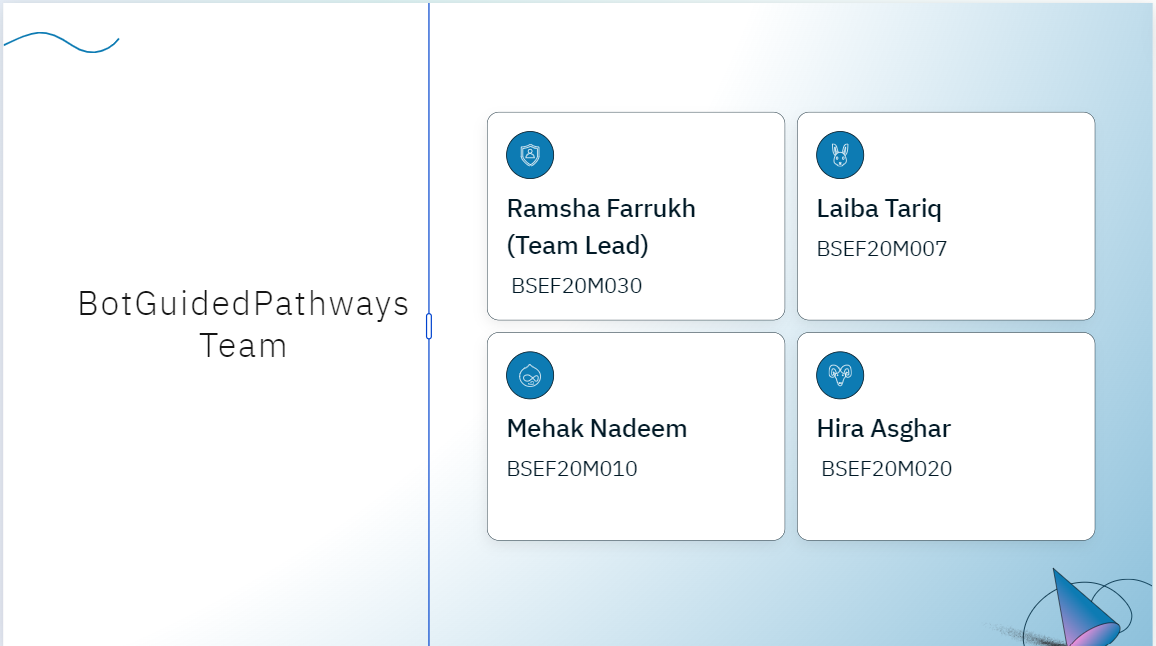 BotGuidedPathways
Team
Ramsha Farrukh
(Team Lead)
BSEF20M030
Laiba Tariq
BSEF20M007
Mehak Nadeem
BSEF20M010
Hira Asghar
BSEF20M020